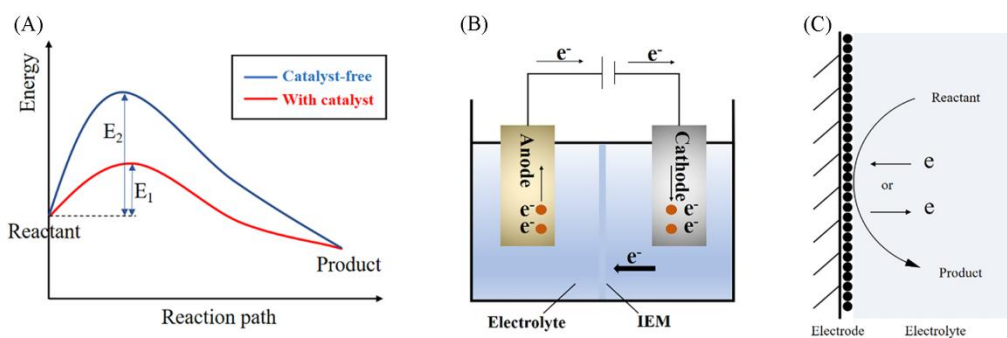 (A)
Energy
Catalyst-free
With catalyst
E2
E1
Reactant
Product
Reaction path
(B)
e-
e-
Anode
Cathode
e-
e-
e-
e-
e-
Electrolyte
IEM
(C)
Reactant
e
or
e
Product
Electrode
Electrolyte